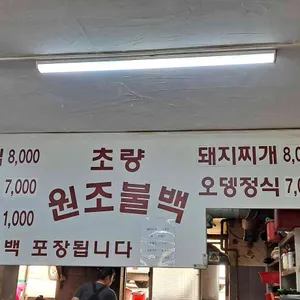 8,000
7,000
1,000
백 포장됩니다
초량
원조불백
돼지찌개 8,0
오뎅정식 7,0